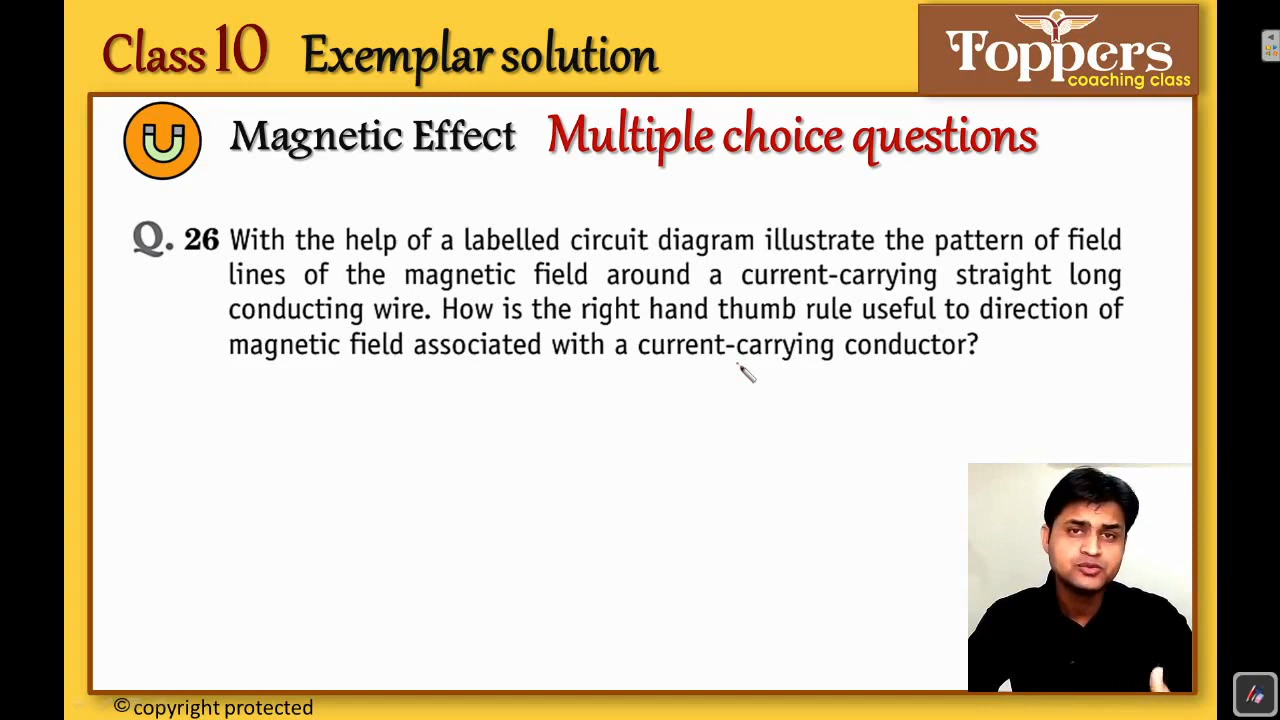 Class 10 Exemplar solution
Toppers
coaching class
Magnetic Effect Multiple choice questions
Q. 26 With the help of a labelled circuit diagram illustrate the pattern of field
lines of the magnetic field around a current-carrying straight long
conducting wire. How is the right hand thumb rule useful to direction of
magnetic field associated with a current-carrying conductor?
© copyright protected